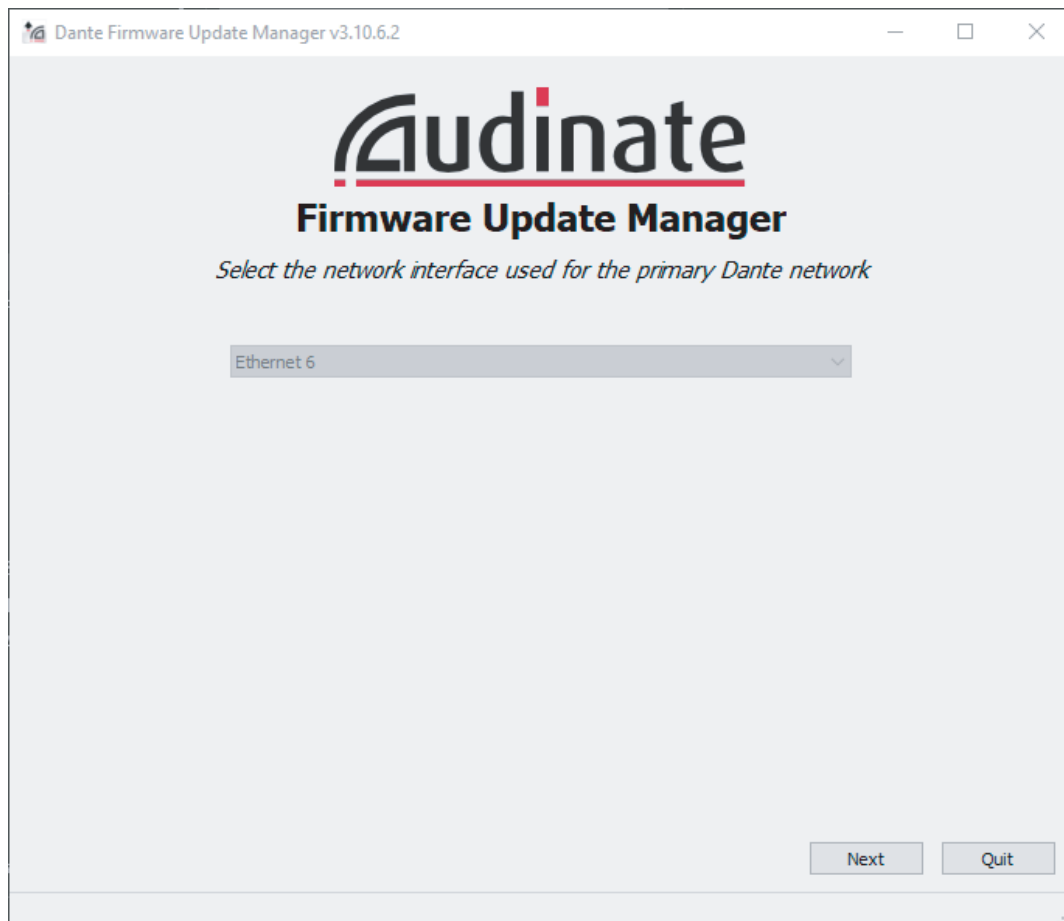 Dante Firmware Update Manager v3.10.6.2
Audinate
Firmware Update Manager
Select the network interface used for the primary Dante network
Ethernet 6
Next
Quit